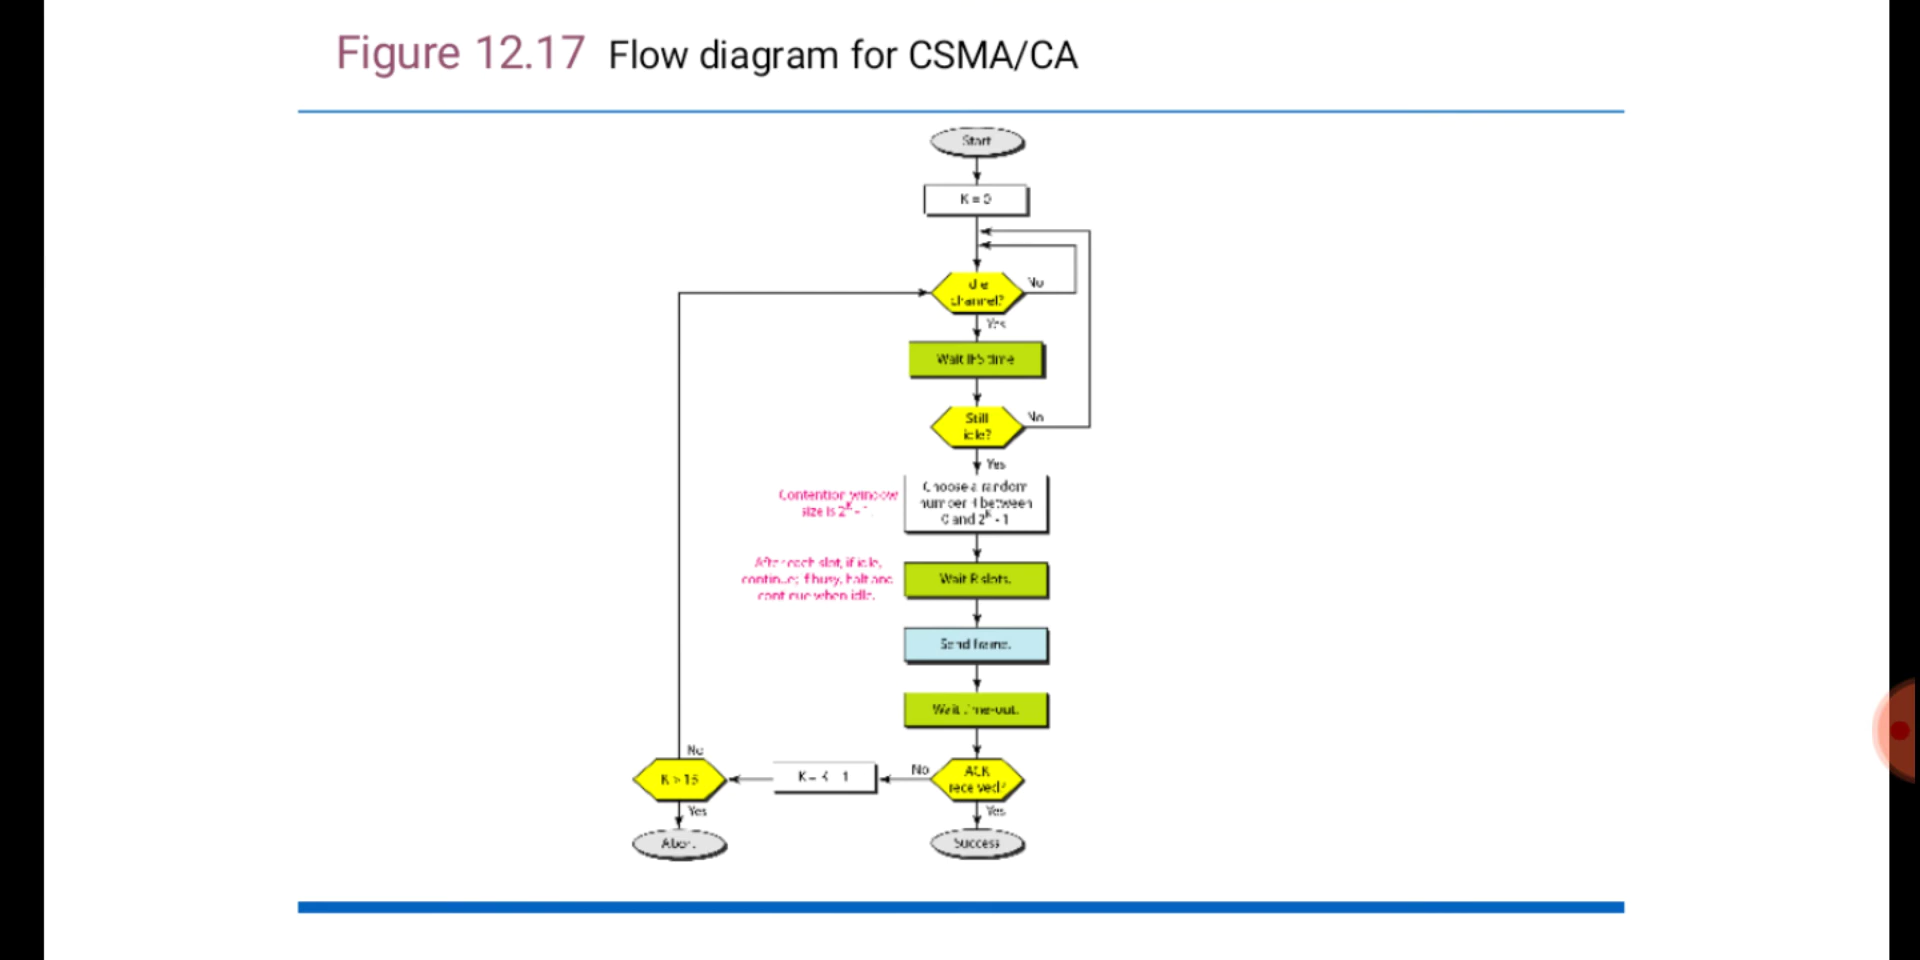 Figure 12.17 Flow diagram for CSMA/CA
Start
K = 0
Idle
channel?
No
Yes
Wait IFS time
Still
idle?
No
Yes
Contention window
size is 2^K - 1.
Choose a random
number R between
0 and 2^K - 1
After each slot, if idle,
continue; if busy, halt and
continue when idle.
Wait R slots.
Send frame.
Wait time-out.
No
K > 15
No
ACK
received?
Yes
Yes
Abort
Success